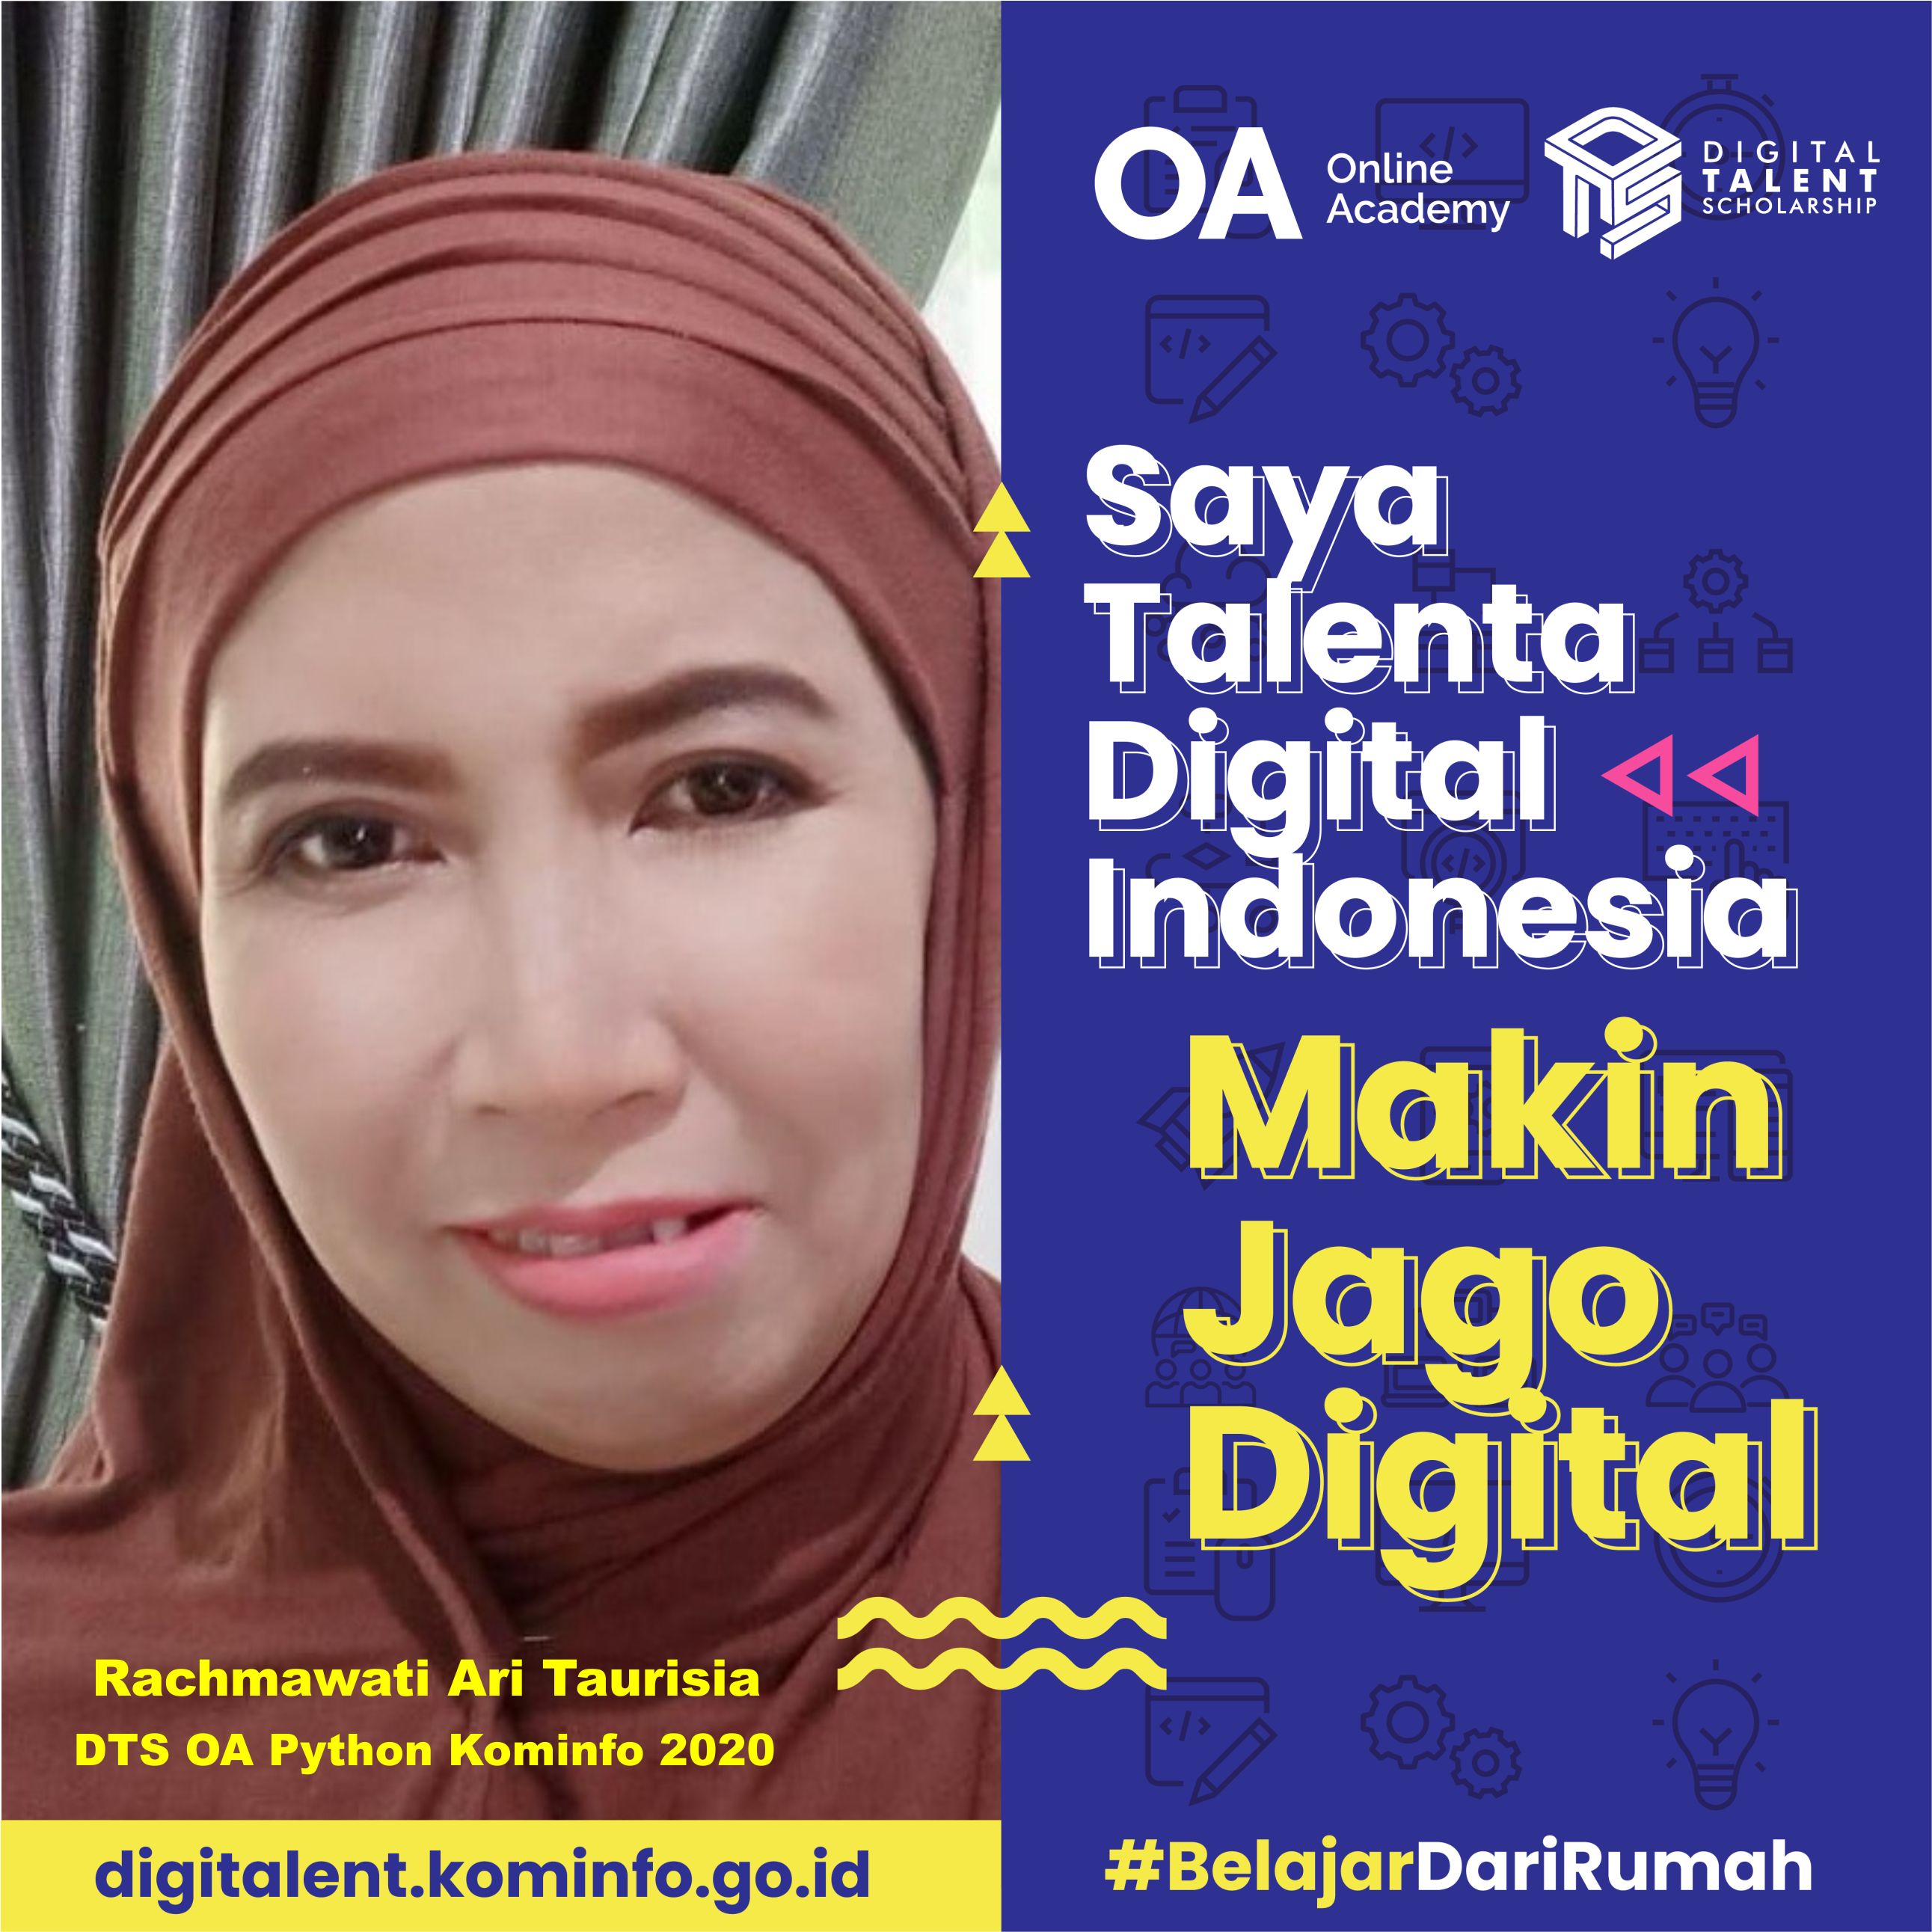 OA Online Academy
DIGITAL
TALENT
SCHOLARSHIP
Saya
Talenta
Digital
Indonesia
Makin
Jago
Digital
Rachmawati Ari Taurisia
DTS OA Python Kominfo 2020
digitalent.kominfo.go.id
#BelajarDariRumah